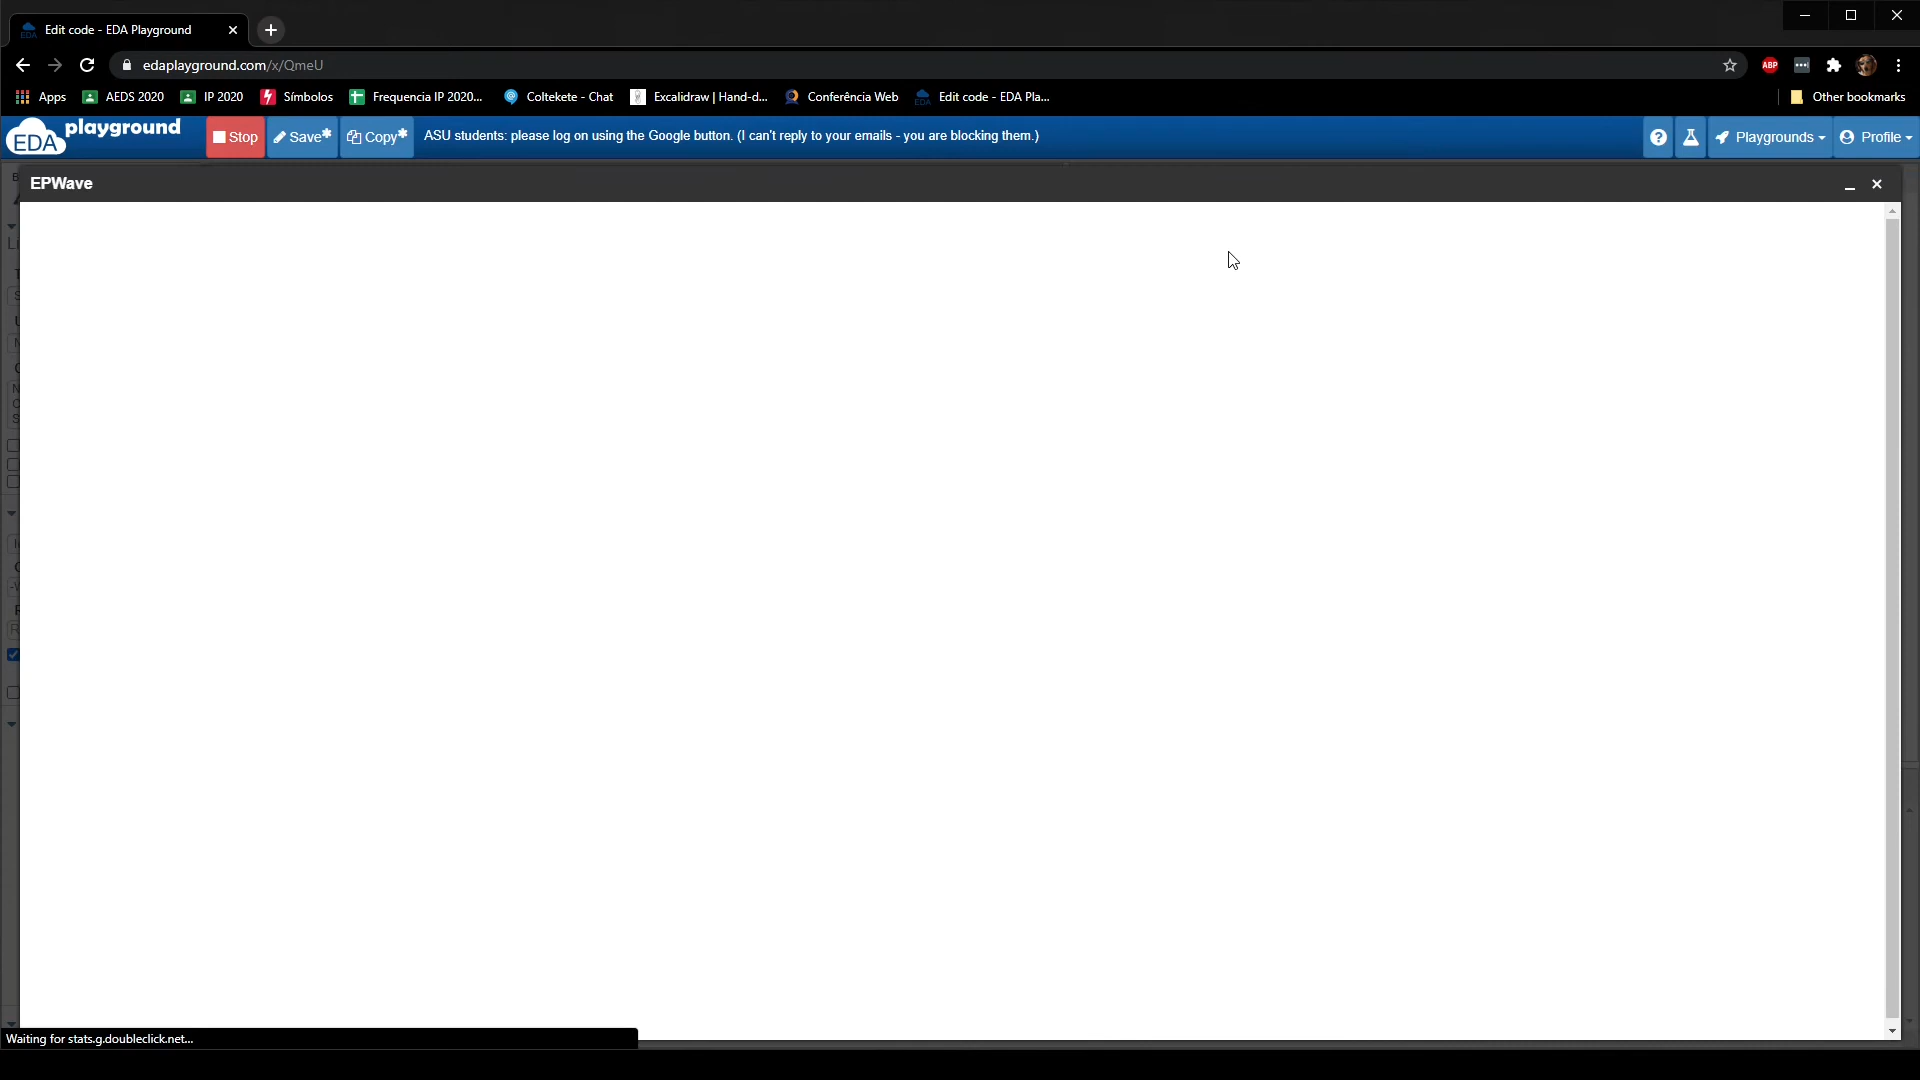 Edit code - EDA Playground
edaplayground.com/x/QmeU
Apps AEDS 2020 IP 2020 Símbolos Frequencia IP 2020... Coltekete - Chat Excalidraw | Hand-d... Conferência Web Edit code - EDA Pla... Other bookmarks
EDA playground Stop Save* Copy* ASU students: please log on using the Google button. (I can't reply to your emails - you are blocking them.) Playgrounds Profile
EPWave
Waiting for stats.g.doubleclick.net...